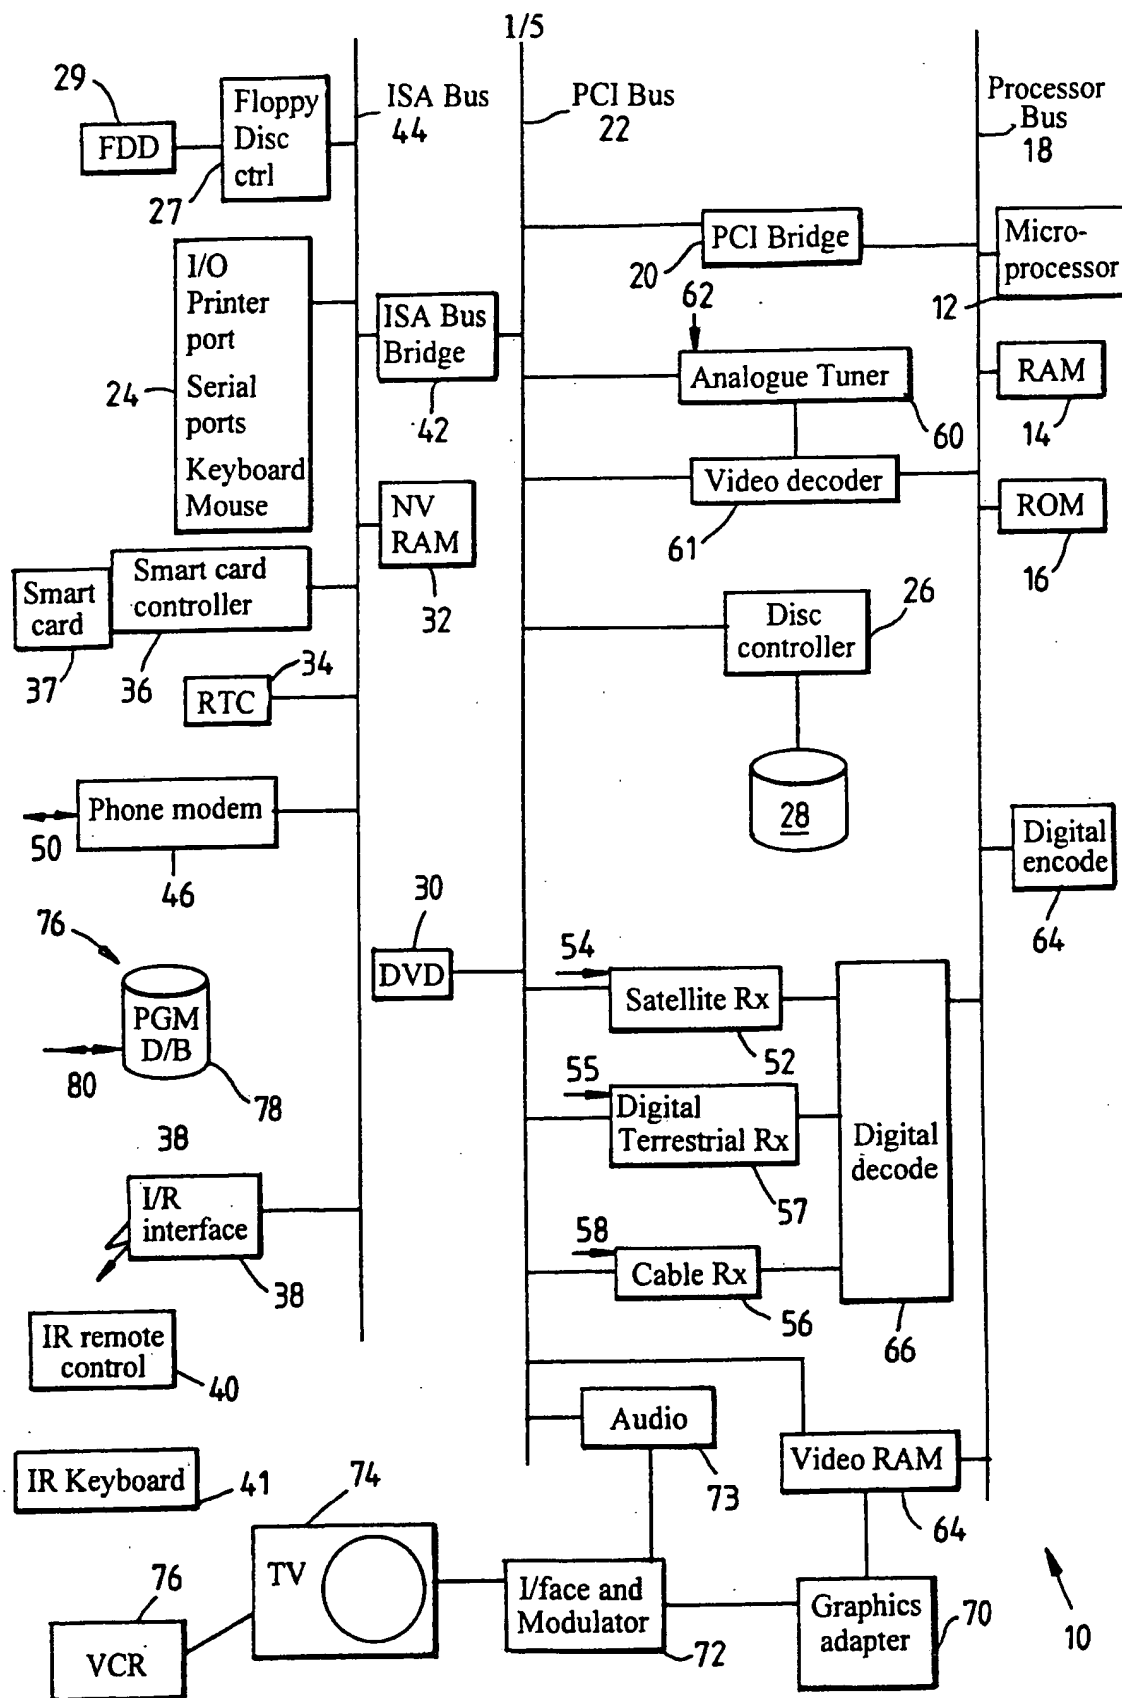 1/5
29
FDD
Floppy
Disc
ctrl
27
ISA Bus
44
PCI Bus
22
Processor
Bus
18
I/O
Printer
port
Serial
ports
Keyboard
Mouse
24
ISA Bus
Bridge
42
PCI Bridge
20
Micro-
processor
12
62
Analogue Tuner
60
RAM
14
Video decoder
61
ROM
16
NV
RAM
32
Smart card
controller
36
Smart
card
37
Disc
controller
26
34
RTC
28
Phone modem
50
46
Digital
encode
64
30
DVD
76
PGM
D/B
80
78
54
Satellite Rx
52
55
Digital
Terrestrial Rx
57
Digital
decode
66
38
I/R
interface
38
58
Cable Rx
56
IR remote
control
40
Audio
73
Video RAM
64
IR Keyboard
41
74
TV
I/face and
Modulator
72
Graphics
adapter
70
76
VCR
10